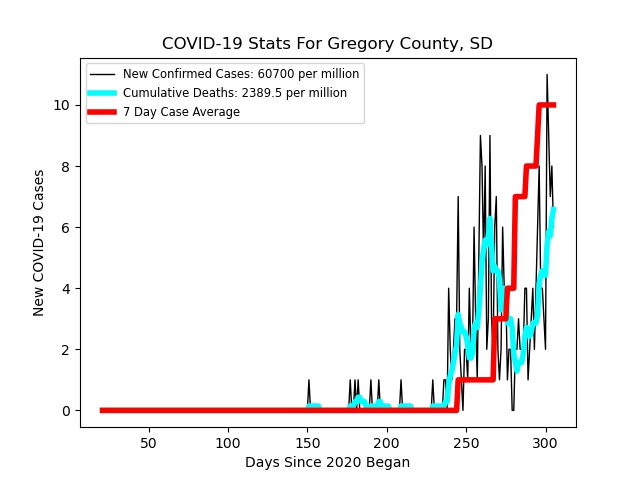 COVID-19 Stats For Gregory County, SD
New Confirmed Cases: 60700 per million
Cumulative Deaths: 2389.5 per million
7 Day Case Average
New COVID-19 Cases
10
8
6
4
2
0
50 100 150 200 250 300
Days Since 2020 Began